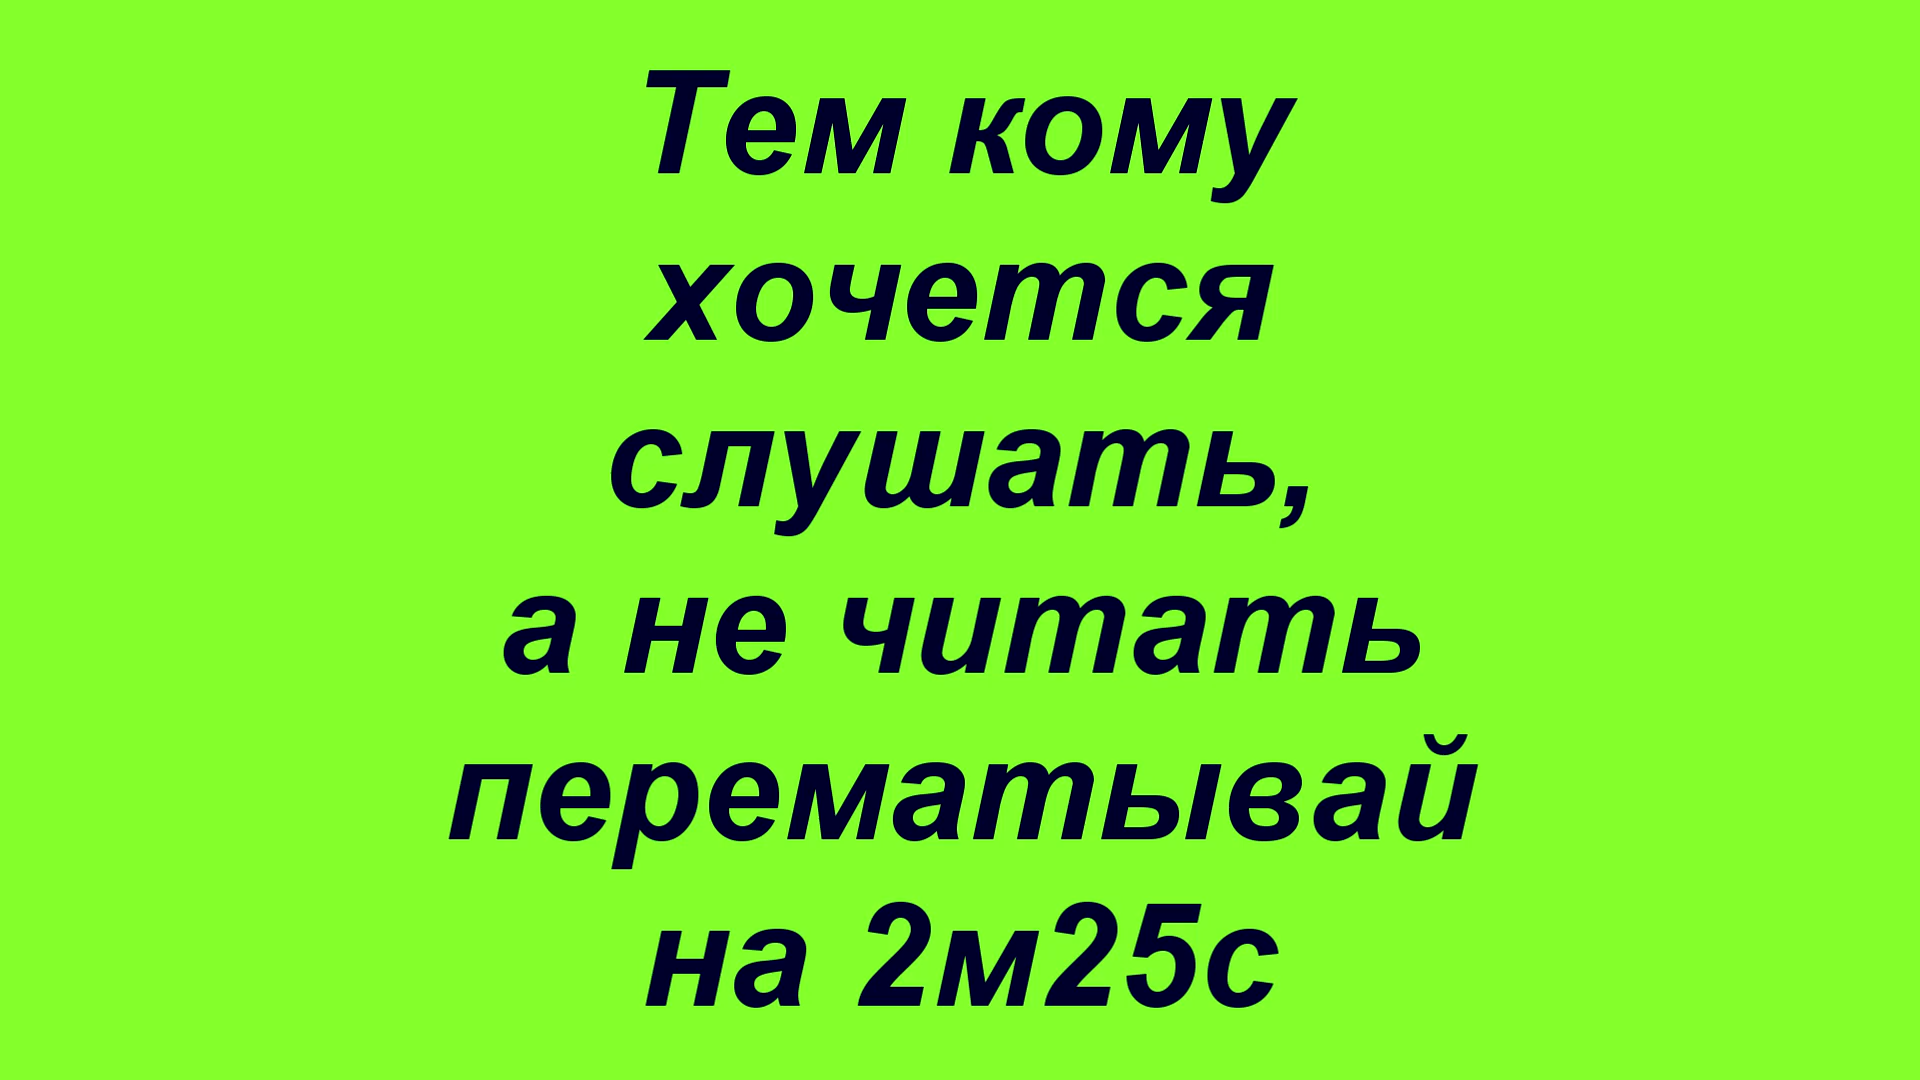 Тем кому
хочется
слушать,
а не читать
перематывай
на 2м25с